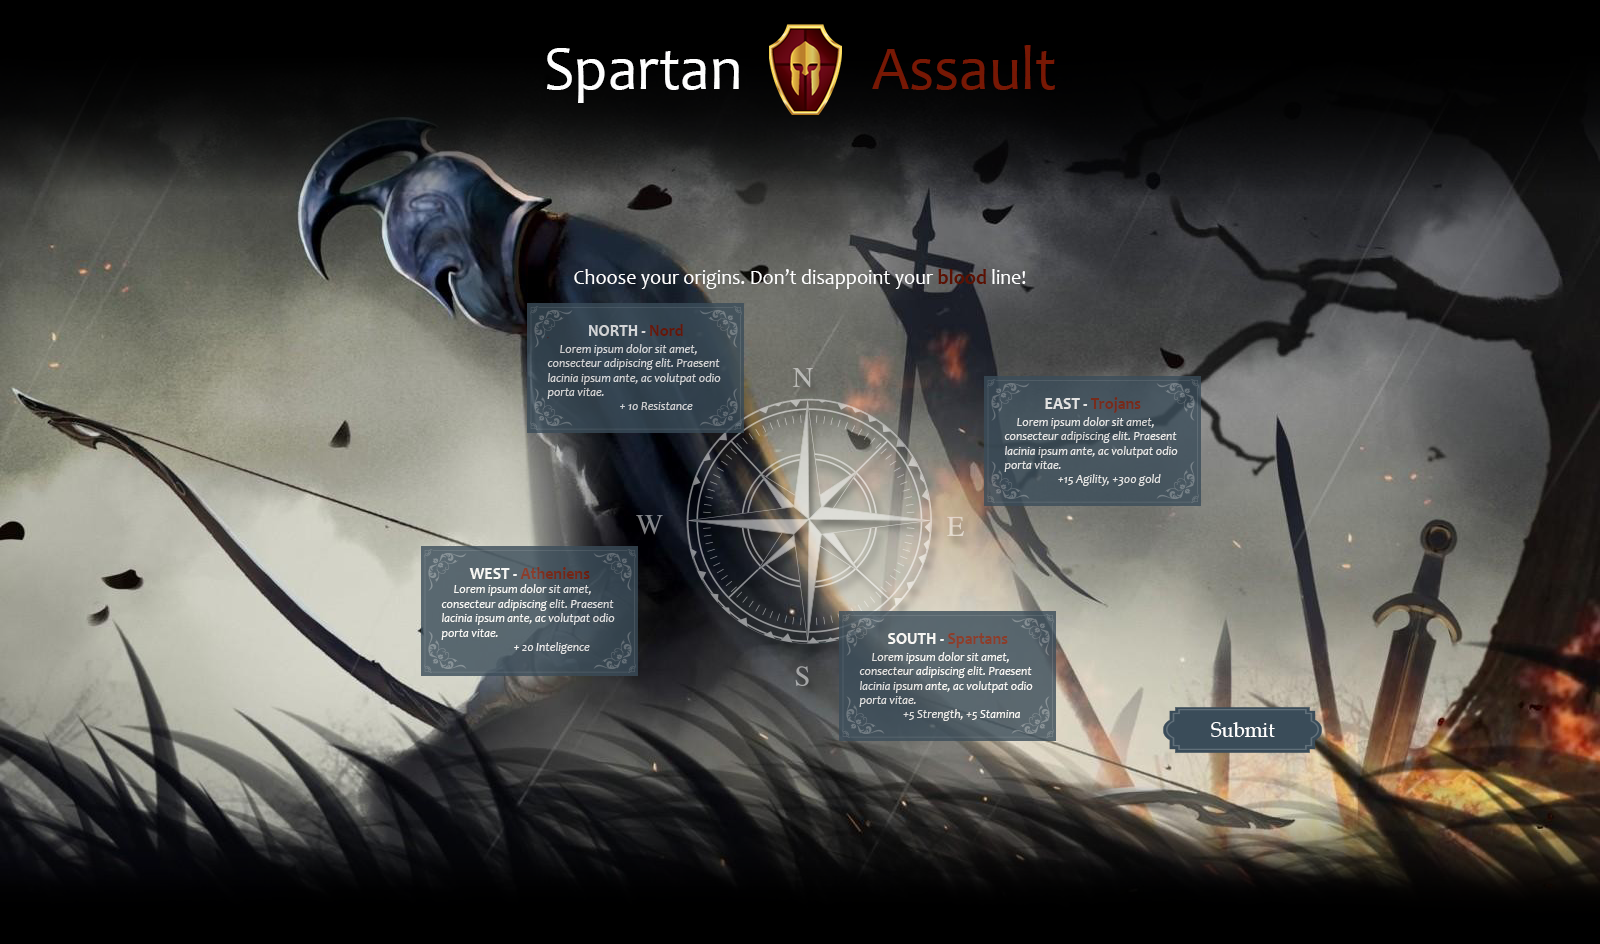 Spartan Assault
Choose your origins. Don't disappoint your blood line!
NORTH - Nord
Lorem ipsum dolor sit amet,
consecteur adipiscing elit. Praesent
lacinia ipsum ante, ac volutpat odio
porta vitae.
+ 10 Resistance
N
EAST - Trojans
Lorem ipsum dolor sit amet,
consecteur adipiscing elit. Praesent
lacinia ipsum ante, ac volutpat odio
porta vitae.
+15 Agility, +300 gold
W
E
WEST - Atheniens
Lorem ipsum dolor sit amet,
consecteur adipiscing elit. Praesent
lacinia ipsum ante, ac volutpat odio
porta vitae.
+ 20 Inteligence
SOUTH - Spartans
Lorem ipsum dolor sit amet,
consecteur adipiscing elit. Praesent
lacinia ipsum ante, ac volutpat odio
porta vitae.
+5 Strength, +5 Stamina
S
Submit